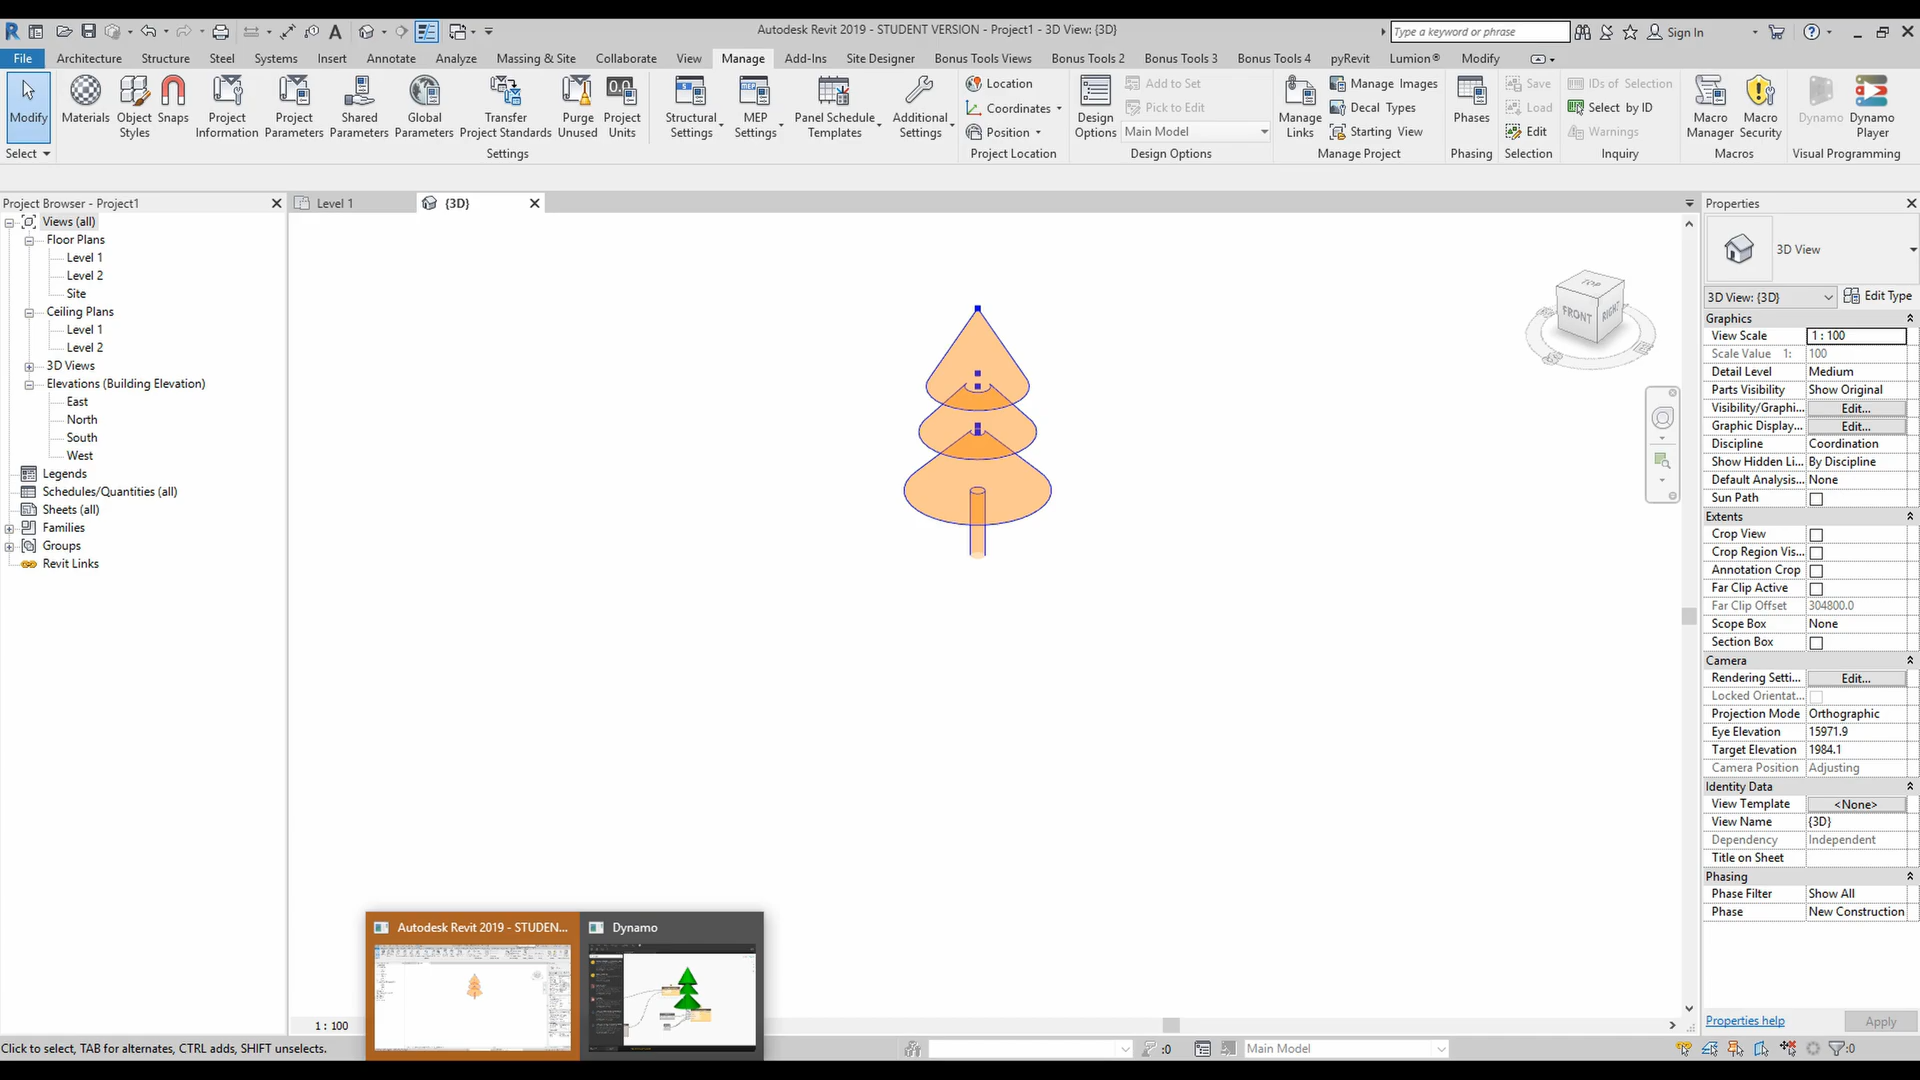 Autodesk Revit 2019 - STUDENT VERSION - Project1 - 3D View: {3D}
Type a keyword or phrase
Sign In
File Architecture Structure Steel Systems Insert Annotate Analyze Massing & Site Collaborate View Manage Add-Ins Site Designer Bonus Tools Views Bonus Tools 2 Bonus Tools 3 Bonus Tools 4 pyRevit Lumion® Modify
Modify
Materials
Object Styles
Snaps
Project Information
Project Parameters
Shared Parameters
Global Parameters
Transfer Project Standards
Purge Unused
Project Units
Structural Settings
MEP Settings
Panel Schedule Templates
Additional Settings
Location
Coordinates
Position
Design Options
Add to Set
Pick to Edit
Main Model
Manage Links
Manage Images
Decal Types
Starting View
Phases
Save
Load
Edit
IDs of Selection
Select by ID
Warnings
Macro Manager
Macro Security
Dynamo
Dynamo Player
Select
Settings
Project Location
Design Options
Manage Project
Phasing
Selection
Inquiry
Macros
Visual Programming
Project Browser - Project1
Views (all)
Floor Plans
Level 1
Level 2
Site
Ceiling Plans
Level 1
Level 2
3D Views
Elevations (Building Elevation)
East
North
South
West
Legends
Schedules/Quantities (all)
Sheets (all)
Families
Groups
Revit Links
Level 1
{3D}
TOP
FRONT
RIGHT
Properties
3D View
3D View: {3D}
Edit Type
Graphics
View Scale 1 : 100
Scale Value 1: 100
Detail Level Medium
Parts Visibility Show Original
Visibility/Graphi... Edit...
Graphic Display... Edit...
Discipline Coordination
Show Hidden Li... By Discipline
Default Analysis... None
Sun Path
Extents
Crop View
Crop Region Vis...
Annotation Crop
Far Clip Active
Far Clip Offset 304800.0
Scope Box None
Section Box
Camera
Rendering Setti... Edit...
Locked Orientat...
Projection Mode Orthographic
Eye Elevation 15971.9
Target Elevation 1984.1
Camera Position Adjusting
Identity Data
View Template <None>
View Name {3D}
Dependency Independent
Title on Sheet
Phasing
Phase Filter Show All
Phase New Construction
Properties help
Apply
Autodesk Revit 2019 - STUDEN...
Dynamo
1 : 100
Click to select, TAB for alternates, CTRL adds, SHIFT unselects.
:0
Main Model
:0